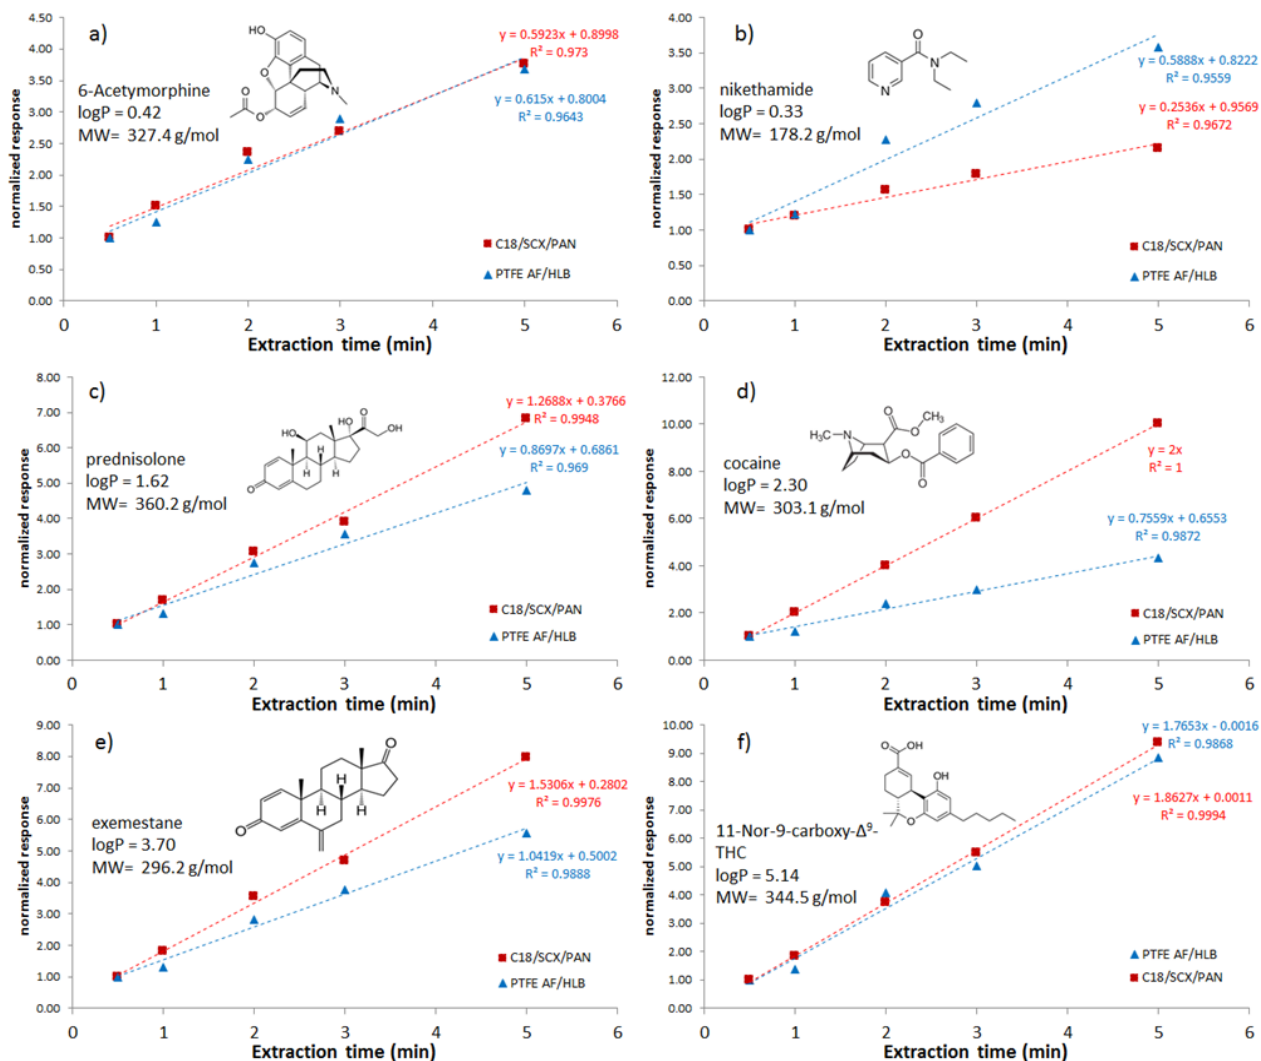 a)
6-Acetymorphine
logP = 0.42
MW= 327.4 g/mol
HO
O
O
O
N
y = 0.5923x + 0.8998
R² = 0.973
y = 0.615x + 0.8004
R² = 0.9643
C18/SCX/PAN
PTFE AF/HLB
normalized response
4.50
4.00
3.50
3.00
2.50
2.00
1.50
1.00
0.50
0.00
0 1 2 3 4 5 6
Extraction time (min)
b)
nikethamide
logP = 0.33
MW= 178.2 g/mol
O
N
N
y = 0.5888x + 0.8222
R² = 0.9559
y = 0.2536x + 0.9569
R² = 0.9672
C18/SCX/PAN
PTFE AF/HLB
normalized response
4.00
3.50
3.00
2.50
2.00
1.50
1.00
0.50
0.00
0 1 2 3 4 5 6
Extraction time (min)
c)
prednisolone
logP = 1.62
MW= 360.2 g/mol
O
HO
OH
HO
H
H
H
O
y = 1.2688x + 0.3766
R² = 0.9948
y = 0.8697x + 0.6861
R² = 0.969
C18/SCX/PAN
PTFE AF/HLB
normalized response
8.00
7.00
6.00
5.00
4.00
3.00
2.00
1.00
0.00
0 1 2 3 4 5 6
Extraction time (min)
d)
cocaine
logP = 2.30
MW= 303.1 g/mol
O
CH₃
O
H₃C
N
O
O
y = 2x
R² = 1
y = 0.7559x + 0.6553
R² = 0.9872
C18/SCX/PAN
PTFE AF/HLB
normalized response
12.00
10.00
8.00
6.00
4.00
2.00
0.00
0 1 2 3 4 5 6
Extraction time (min)
e)
exemestane
logP = 3.70
MW= 296.2 g/mol
O
H
H
H
O
y = 1.5306x + 0.2802
R² = 0.9976
y = 1.0419x + 0.5002
R² = 0.9888
C18/SCX/PAN
PTFE AF/HLB
normalized response
9.00
8.00
7.00
6.00
5.00
4.00
3.00
2.00
1.00
0.00
0 1 2 3 4 5 6
Extraction time (min)
f)
11-Nor-9-carboxy-Δ⁹-
THC
logP = 5.14
MW= 344.5 g/mol
O
OH
OH
O
y = 1.7653x - 0.0016
R² = 0.9868
y = 1.8627x + 0.0011
R² = 0.9994
PTFE AF/HLB
C18/SCX/PAN
normalized response
10.00
9.00
8.00
7.00
6.00
5.00
4.00
3.00
2.00
1.00
0.00
0 1 2 3 4 5 6
Extraction time (min)